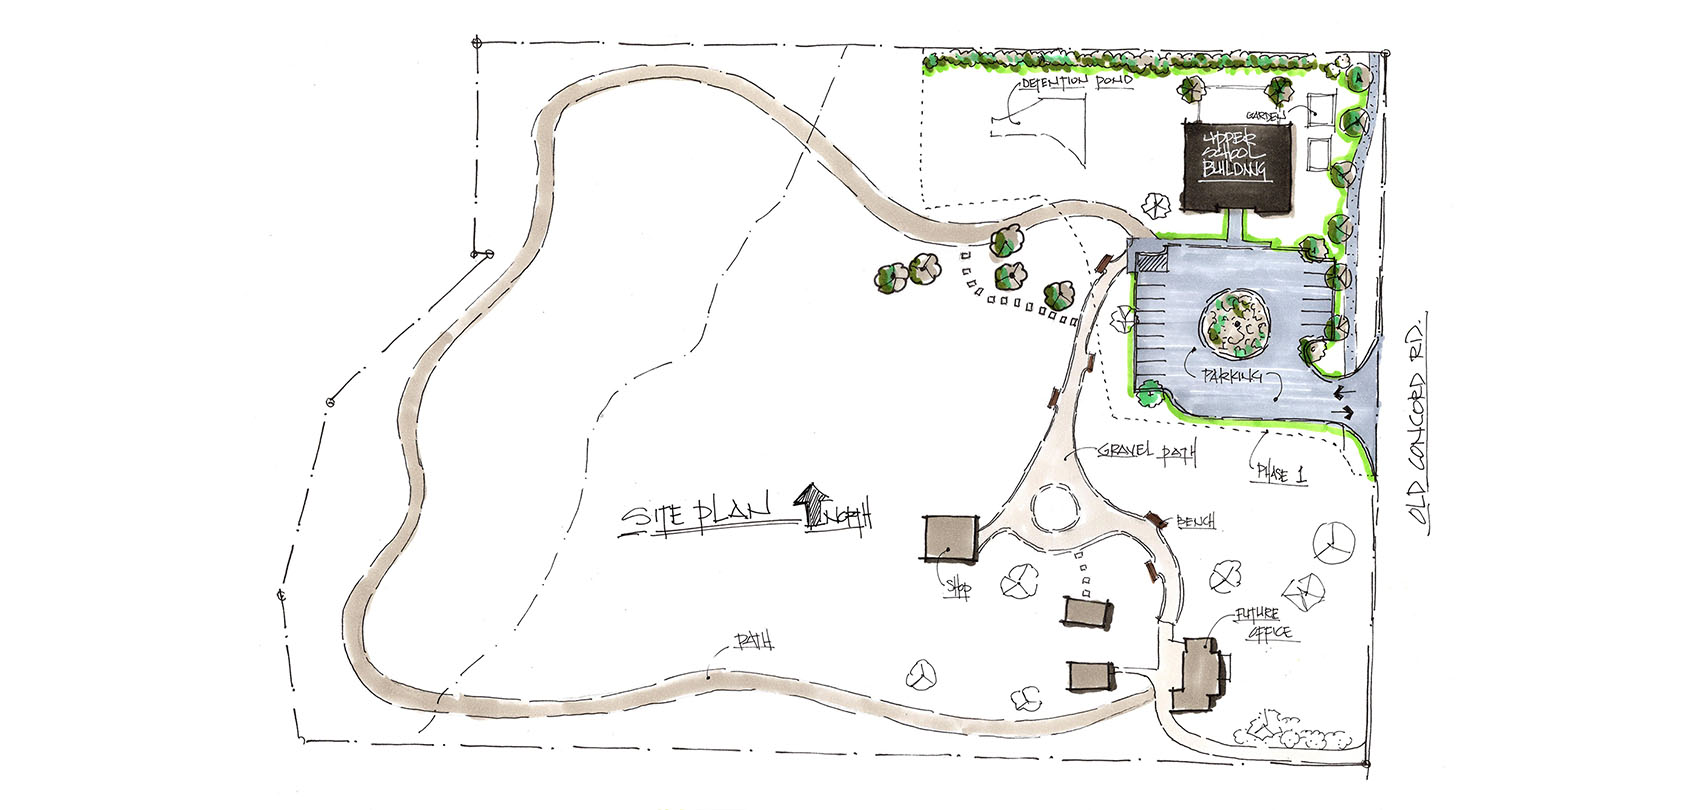 DETENTION POND
GARDEN
UPPER
SCHOOL
BUILDING
PARKING
OLD CONCORD RD.
GRAVEL PATH
PHASE 1
SITE PLAN
NORTH
BENCH
SHOP
FUTURE
OFFICE
PATH